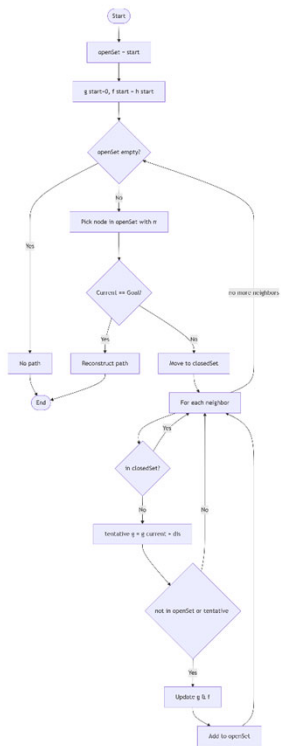 Start
openSet = start
g start=0, f start = h start
openSet empty?
No
Pick node in openSet with m
Yes
Current == Goal?
no more neighbors
Yes
No
No path
Reconstruct path
Move to closedSet
End
For each neighbor
Yes
in closedSet?
No
No
tentative g = g current + dis
not in openSet or tentative
Yes
Update g & f
Add to openSet